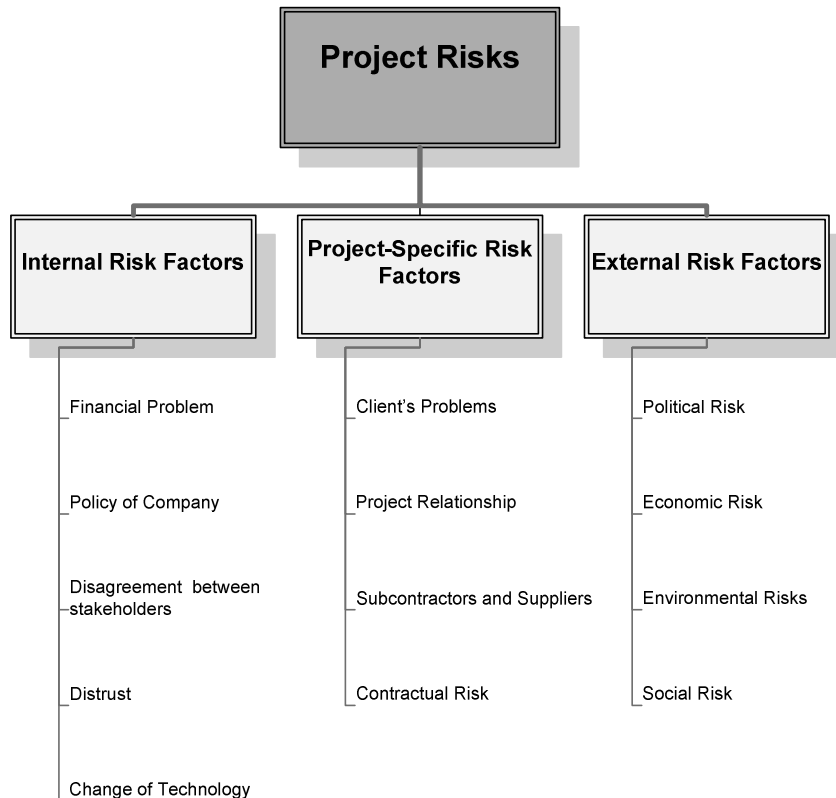 Project Risks
Internal Risk Factors
Financial Problem
Policy of Company
Disagreement between
stakeholders
Distrust
Change of Technology
Project-Specific Risk
Factors
Client's Problems
Project Relationship
Subcontractors and Suppliers
Contractual Risk
External Risk Factors
Political Risk
Economic Risk
Environmental Risks
Social Risk